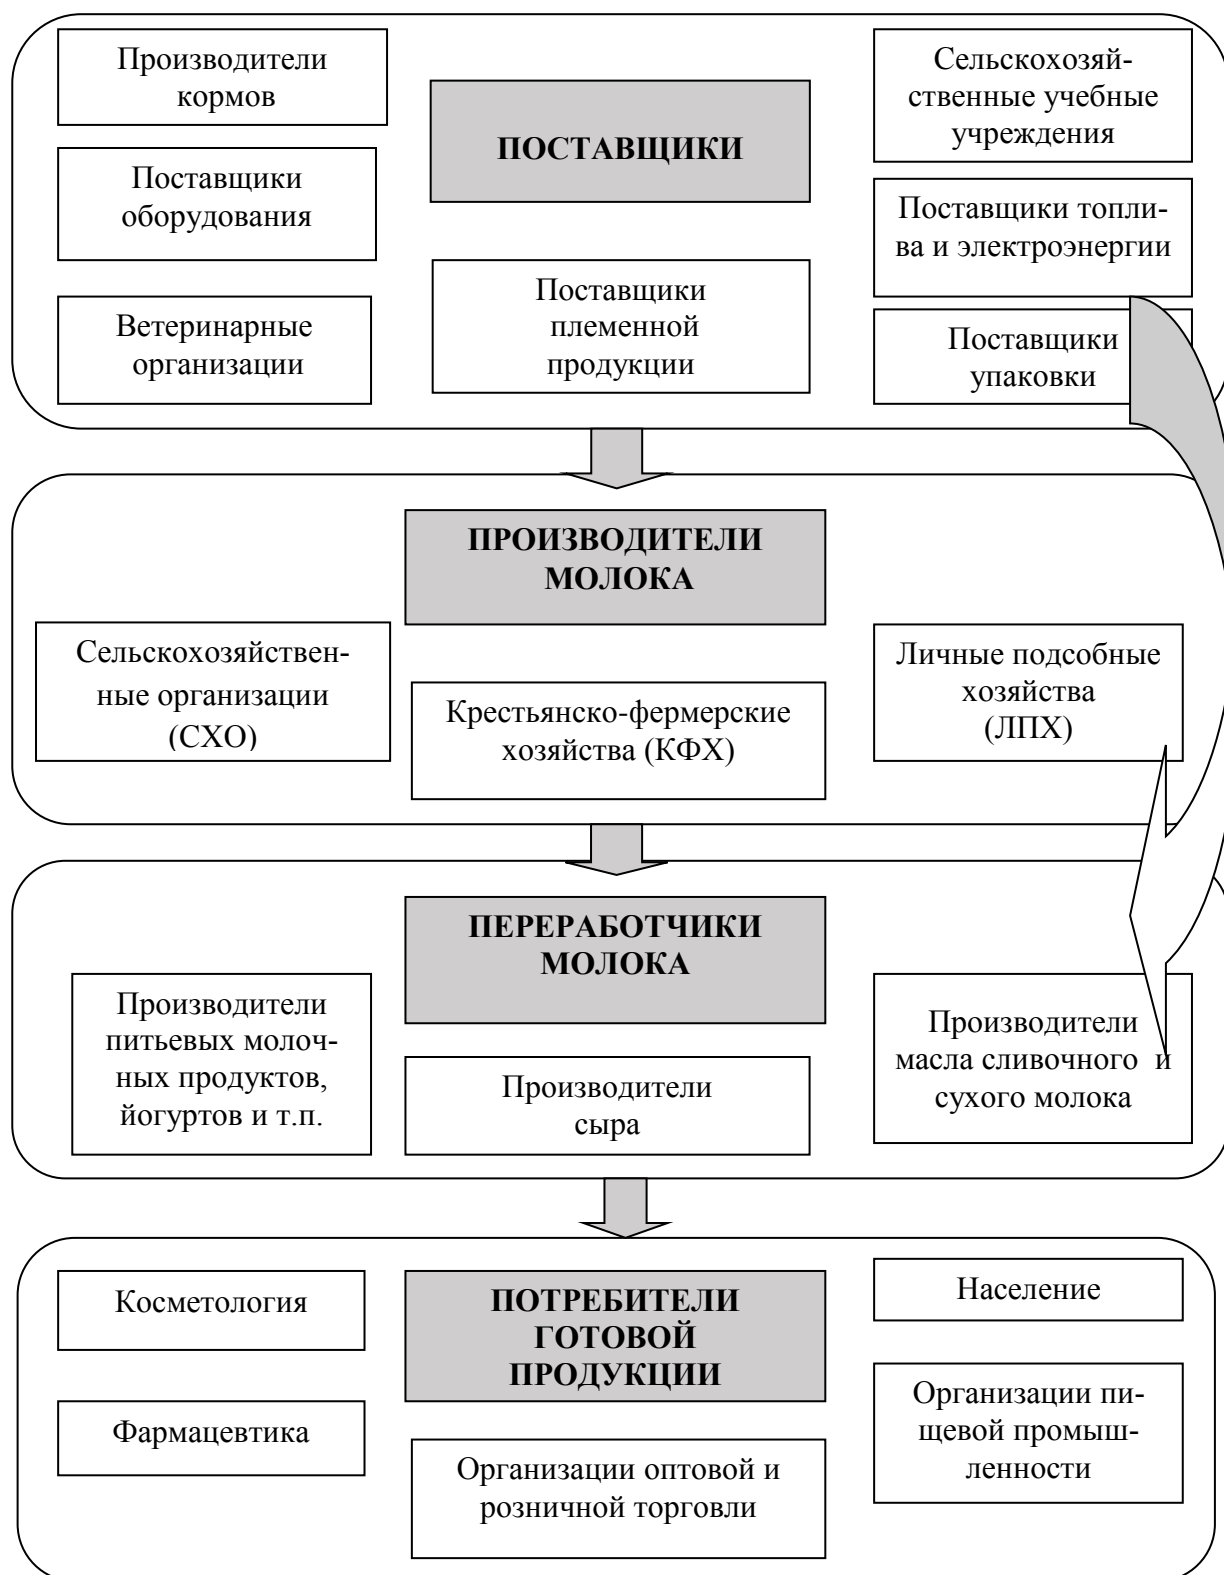 Производители
кормов
Поставщики
оборудования
Ветеринарные
организации
ПОСТАВЩИКИ
Поставщики
племенной
продукции
Сельскохозяй-
ственные учебные
учреждения
Поставщики топли-
ва и электроэнергии
Поставщики
упаковки
ПРОИЗВОДИТЕЛИ
МОЛОКА
Сельскохозяйствен-
ные организации
(СХО)
Крестьянско-фермерские
хозяйства (КФХ)
Личные подсобные
хозяйства
(ЛПХ)
ПЕРЕРАБОТЧИКИ
МОЛОКА
Производители
питьевых молоч-
ных продуктов,
йогуртов и т.п.
Производители
сыра
Производители
масла сливочного и
сухого молока
Косметология
Фармацевтика
ПОТРЕБИТЕЛИ
ГОТОВОЙ
ПРОДУКЦИИ
Организации оптовой и
розничной торговли
Население
Организации пи-
щевой промыш-
ленности